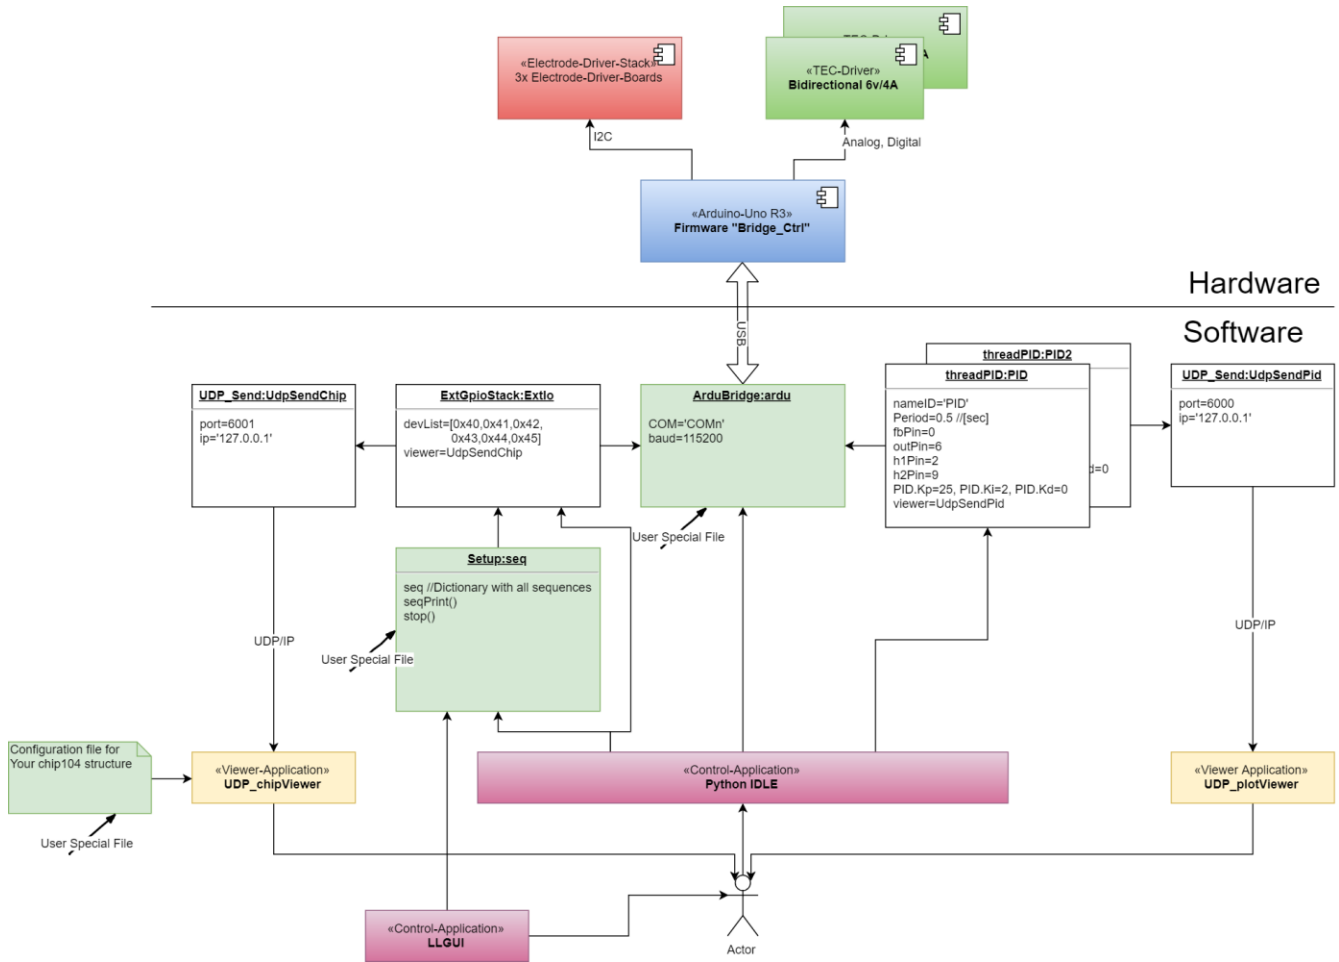 TEC-Driver
A
«Electrode-Driver-Stack»
3x Electrode-Driver-Boards
«TEC-Driver»
Bidirectional 6v/4A
I2C
Analog, Digital
«Arduino-Uno R3»
Firmware "Bridge_Ctrl"
Hardware
USB
Software
UDP_Send:UdpSendChip
port=6001
ip='127.0.0.1'
ExtGpioStack:ExtIo
devList=[0x40,0x41,0x42,
0x43,0x44,0x45]
viewer=UdpSendChip
ArduBridge:ardu
COM='COMn'
baud=115200
threadPID:PID2
d=0
threadPID:PID
nameID='PID'
Period=0.5 //[sec]
fbPin=0
outPin=6
h1Pin=2
h2Pin=9
PID.Kp=25, PID.Ki=2, PID.Kd=0
viewer=UdpSendPid
UDP_Send:UdpSendPid
port=6000
ip='127.0.0.1'
User Special File
Setup:seq
seq //Dictionary with all sequences
seqPrint()
stop()
User Special File
UDP/IP
UDP/IP
Configuration file for
Your chip104 structure
User Special File
«Viewer-Application»
UDP_chipViewer
«Control-Application»
Python IDLE
«Viewer Application»
UDP_plotViewer
«Control-Application»
LLGUI
Actor